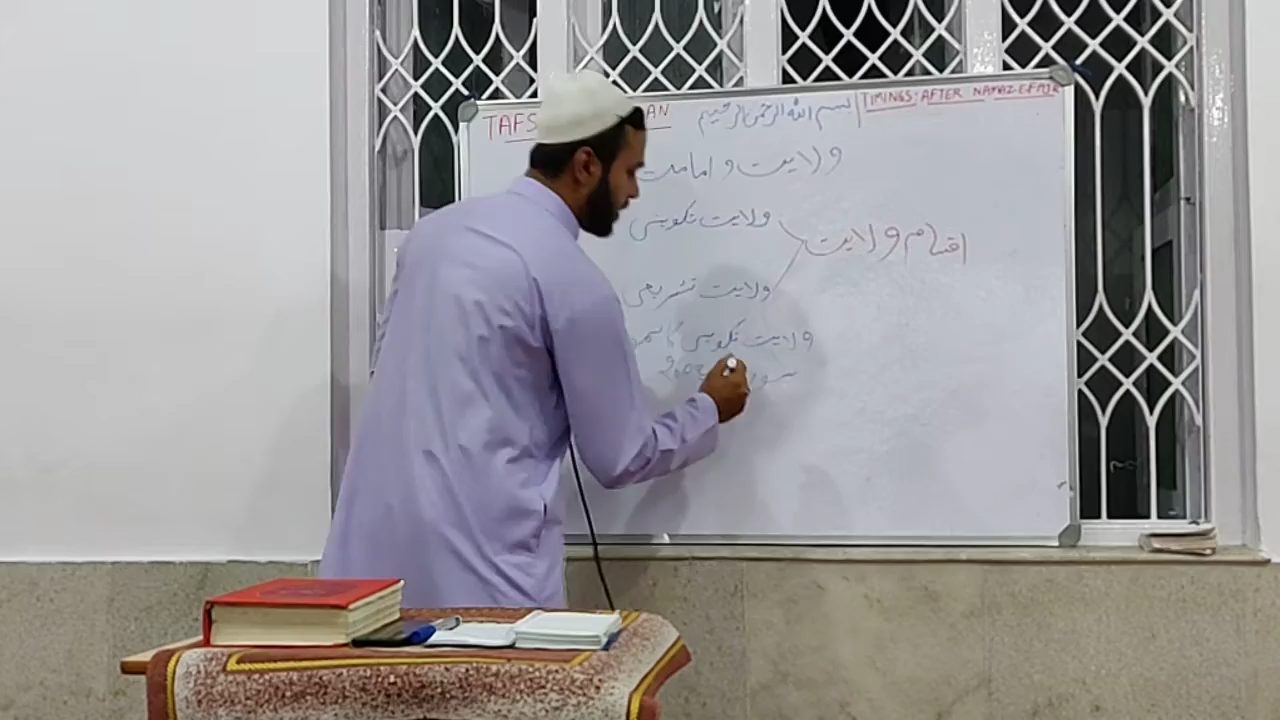 TAFS AN بسم الله الرحمن الرحیم TIMINGS: AFTER NAMAZ-E-FAJR
ولایت و امامت
ولایت تکوینی
اقسام ولایت
ولایت تشریعی
ولایت تکوینی کا